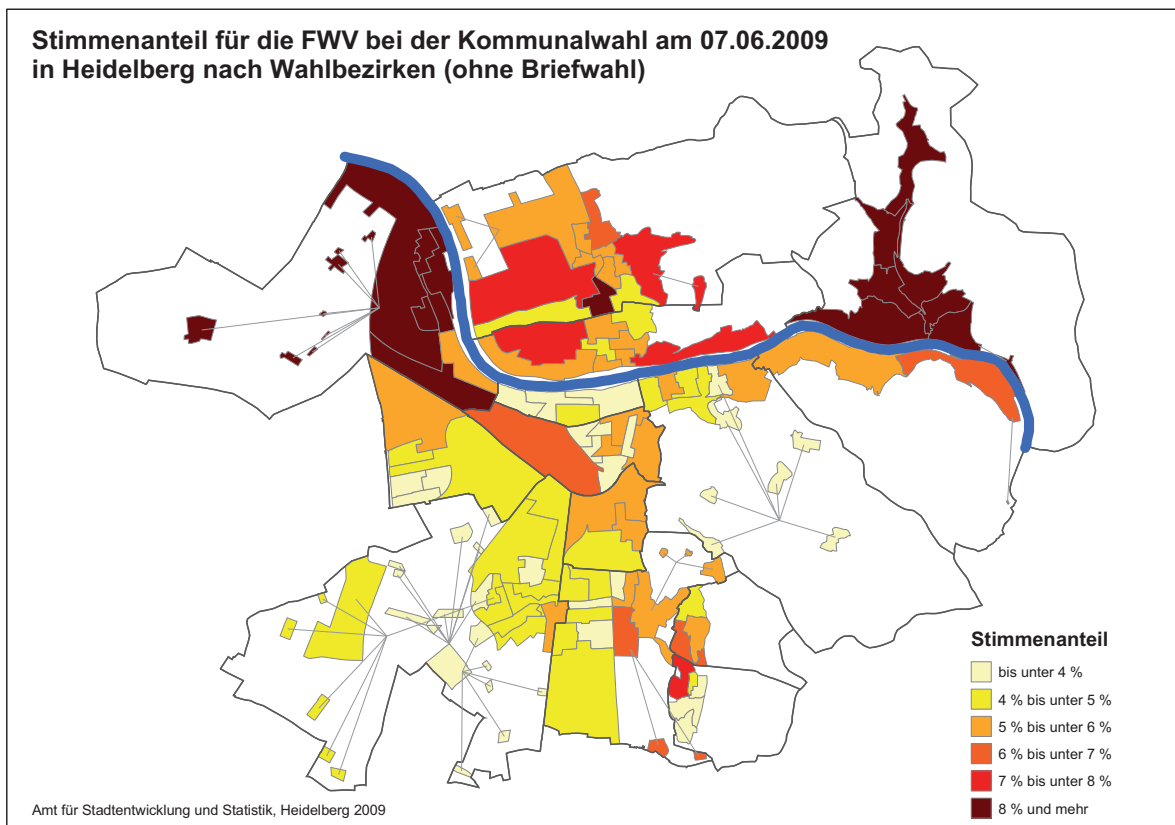 Stimmenanteil für die FWV bei der Kommunalwahl am 07.06.2009
in Heidelberg nach Wahlbezirken (ohne Briefwahl)
Stimmenanteil
bis unter 4 %
4 % bis unter 5 %
5 % bis unter 6 %
6 % bis unter 7 %
7 % bis unter 8 %
8 % und mehr
Amt für Stadtentwicklung und Statistik, Heidelberg 2009